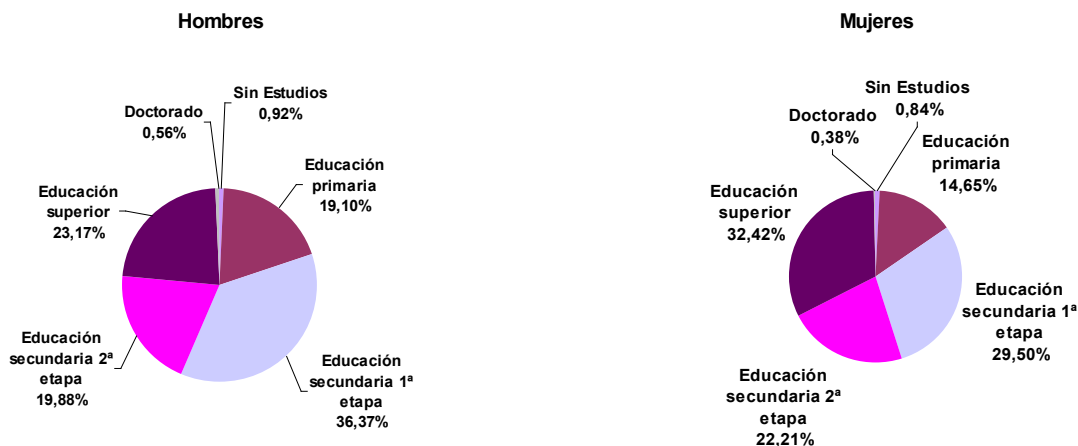 Hombres
Sin Estudios
0,92%
Doctorado
0,56%
Educación
primaria
19,10%
Educación
superior
23,17%
Educación
secundaria 2ª
etapa
19,88%
Educación
secundaria 1ª
etapa
36,37%
Mujeres
Sin Estudios
0,84%
Doctorado
0,38%
Educación
primaria
14,65%
Educación
superior
32,42%
Educación
secundaria 1ª
etapa
29,50%
Educación
secundaria 2ª
etapa
22,21%